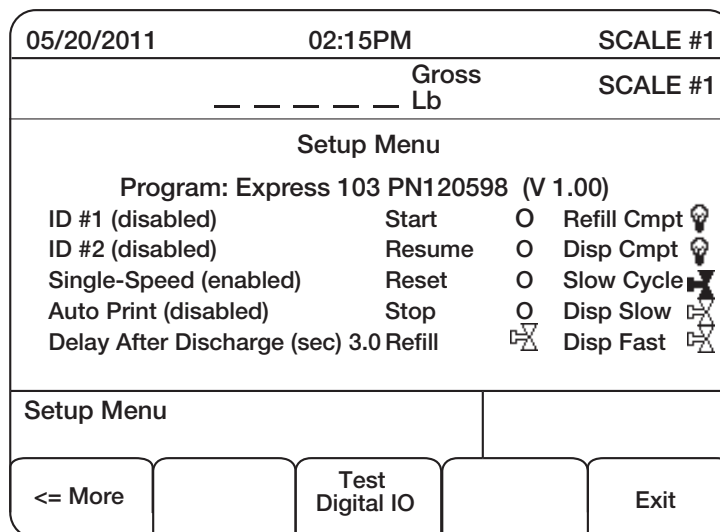 05/20/2011 02:15PM SCALE #1
Gross SCALE #1
_ _ _ _ _ Lb
Setup Menu
Program: Express 103 PN120598 (V 1.00)
ID #1 (disabled) Start O Refill Cmpt
ID #2 (disabled) Resume O Disp Cmpt
Single-Speed (enabled) Reset O Slow Cycle
Auto Print (disabled) Stop O Disp Slow
Delay After Discharge (sec) 3.0 Refill Disp Fast
Setup Menu
<= More Test Digital IO Exit